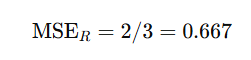 MSE_R = 2/3 = 0.667